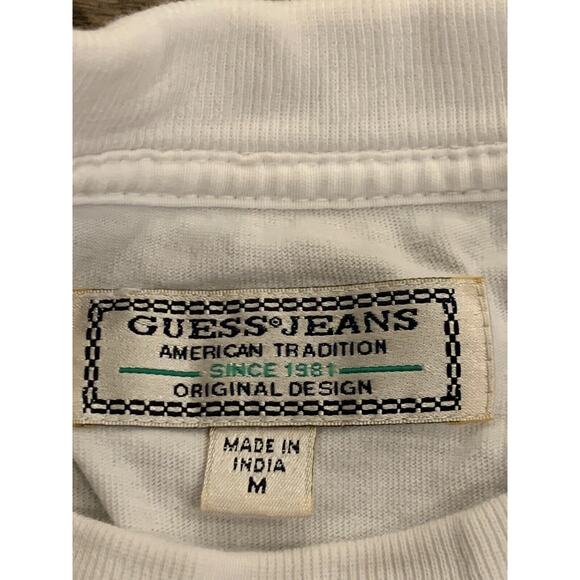 GUESS® JEANS
AMERICAN TRADITION
SINCE 1981
ORIGINAL DESIGN
MADE IN
INDIA
M